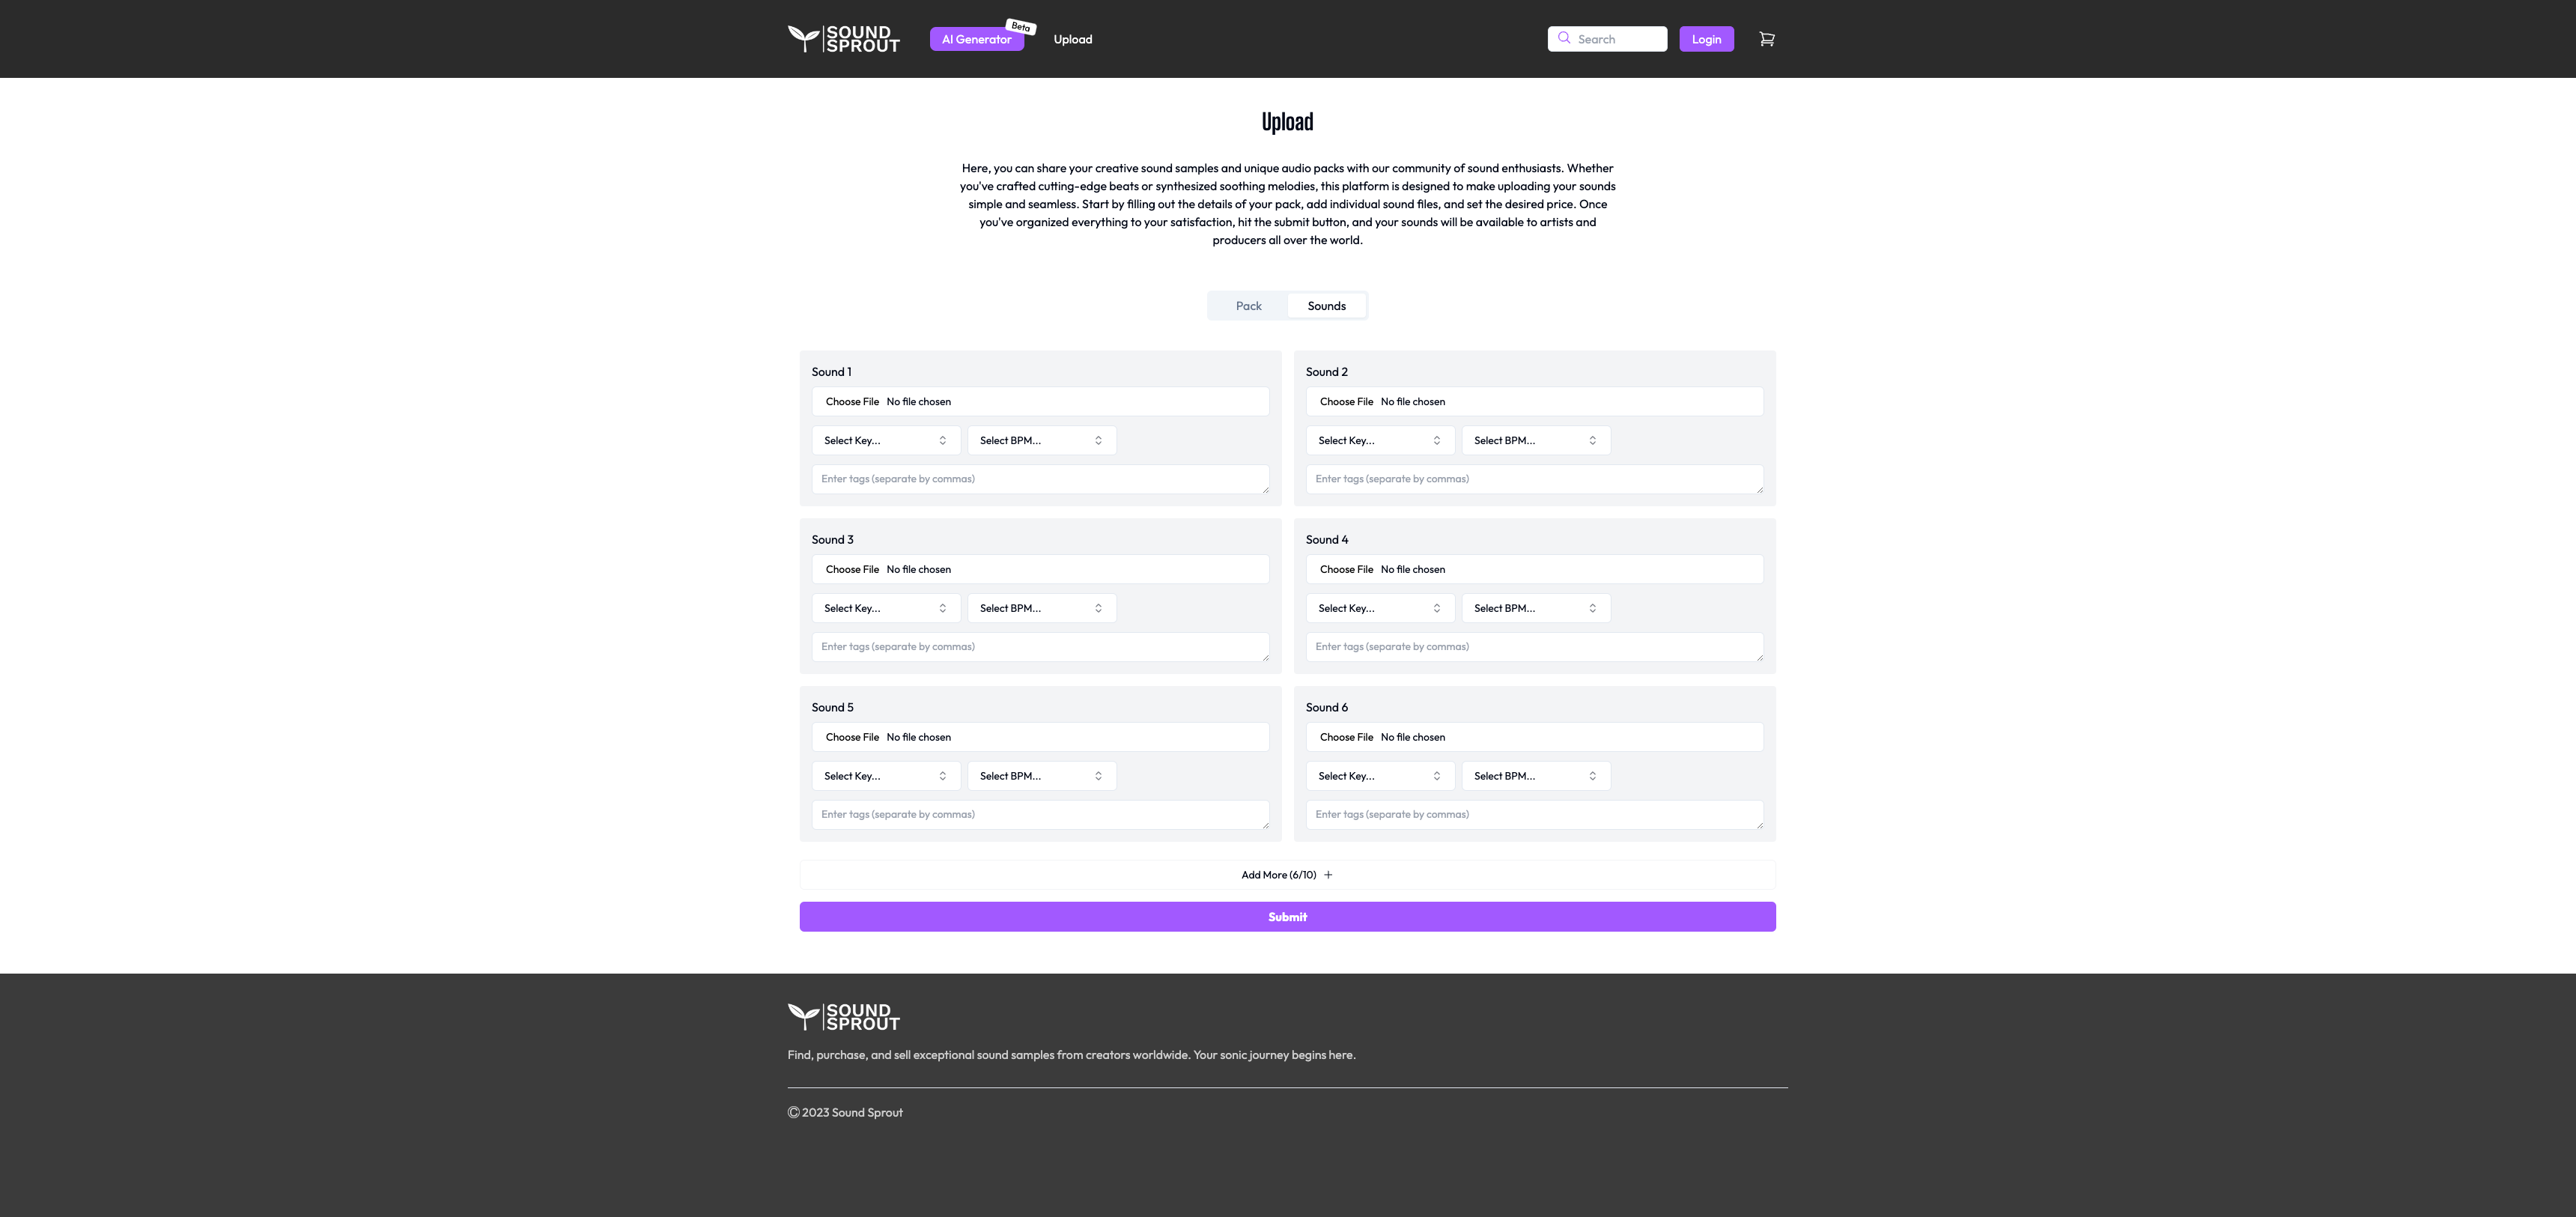 SOUND
SPROUT
AI Generator
Beta
Upload
Search
Login
Upload
Here, you can share your creative sound samples and unique audio packs with our community of sound enthusiasts. Whether
you've crafted cutting-edge beats or synthesized soothing melodies, this platform is designed to make uploading your sounds
simple and seamless. Start by filling out the details of your pack, add individual sound files, and set the desired price. Once
you've organized everything to your satisfaction, hit the submit button, and your sounds will be available to artists and
producers all over the world.
Pack
Sounds
Sound 1
Choose File No file chosen
Select Key...
Select BPM...
Enter tags (separate by commas)
Sound 2
Choose File No file chosen
Select Key...
Select BPM...
Enter tags (separate by commas)
Sound 3
Choose File No file chosen
Select Key...
Select BPM...
Enter tags (separate by commas)
Sound 4
Choose File No file chosen
Select Key...
Select BPM...
Enter tags (separate by commas)
Sound 5
Choose File No file chosen
Select Key...
Select BPM...
Enter tags (separate by commas)
Sound 6
Choose File No file chosen
Select Key...
Select BPM...
Enter tags (separate by commas)
Add More (6/10) +
Submit
SOUND
SPROUT
Find, purchase, and sell exceptional sound samples from creators worldwide. Your sonic journey begins here.
© 2023 Sound Sprout